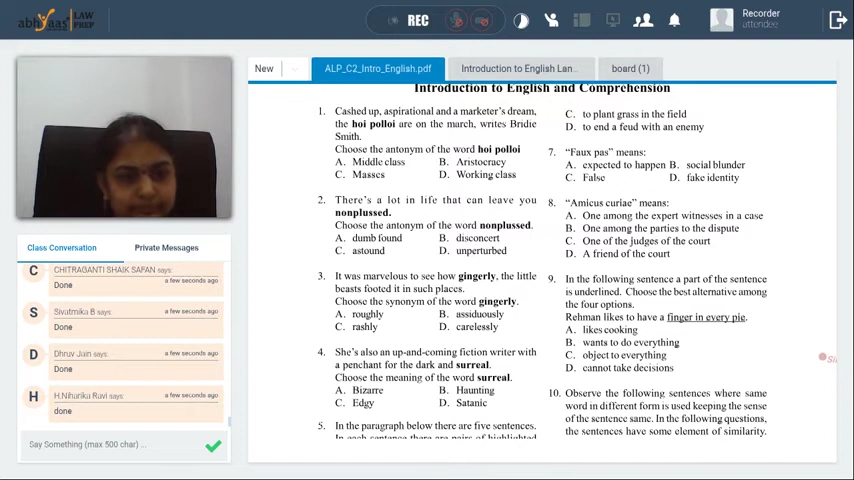 abhyaas LAW PREP
REC
Recorder
attendee
New
ALP_C2_Intro_English.pdf
Introduction to English Lan...
board (1)
Introduction to English and Comprehension
1. Cashed up, aspirational and a marketer's dream,
the hoi polloi are on the march, writes Bridie
Smith.
Choose the antonym of the word hoi polloi
A. Middle class B. Aristocracy
C. Masses D. Working class
2. There's a lot in life that can leave you
nonplussed.
Choose the antonym of the word nonplussed.
A. dumb found B. disconcert
C. astound D. unperturbed
3. It was marvelous to see how gingerly, the little
beasts footed it in such places.
Choose the synonym of the word gingerly.
A. roughly B. assiduously
C. rashly D. carelessly
4. She's also an up-and-coming fiction writer with
a penchant for the dark and surreal.
Choose the meaning of the word surreal.
A. Bizarre B. Haunting
C. Edgy D. Satanic
5. In the paragraph below there are five sentences.
In each sentence there are pairs of highlighted
C. to plant grass in the field
D. to end a feud with an enemy
7. “Faux pas” means:
A. expected to happen B. social blunder
C. False D. fake identity
8. “Amicus curiae” means:
A. One among the expert witnesses in a case
B. One among the parties to the dispute
C. One of the judges of the court
D. A friend of the court
9. In the following sentence a part of the sentence
is underlined. Choose the best alternative among
the four options.
Rehman likes to have a finger in every pie.
A. likes cooking
B. wants to do everything
C. object to everything
D. cannot take decisions
10. Observe the following sentences where same
word in different form is used keeping the sense
of the sentence same. In the following questions,
the sentences have some element of similarity.
Class Conversation
Private Messages
C CHITRAGANTI SHAIK SAFAN says:
Done a few seconds ago
S Sivatmika B says: a few seconds ago
Done
D Dhruv Jain says: a few seconds ago
Done
H H.Niharika Ravi says: a few seconds ago
done
Say Something (max 500 char) ...